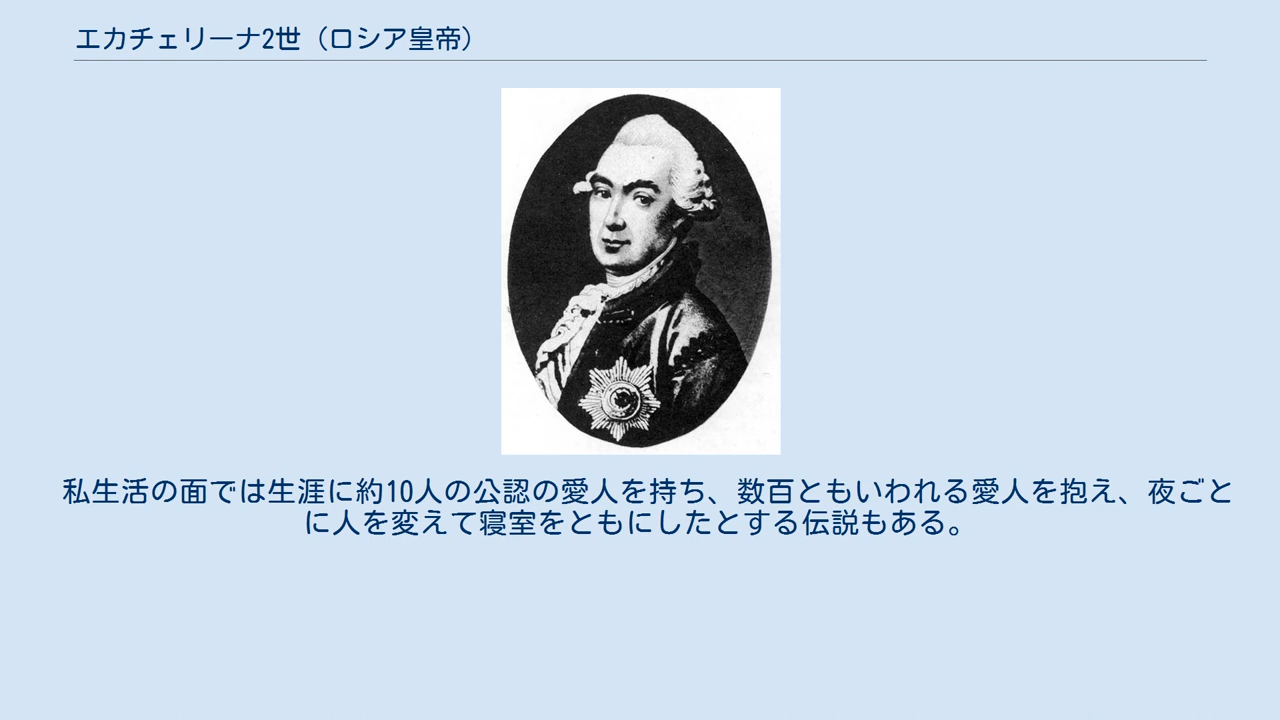 エカチェリーナ2世（ロシア皇帝）
私生活の面では生涯に約10人の公認の愛人を持ち、数百ともいわれる愛人を抱え、夜ごと
に人を変えて寝室をともにしたとする伝説もある。